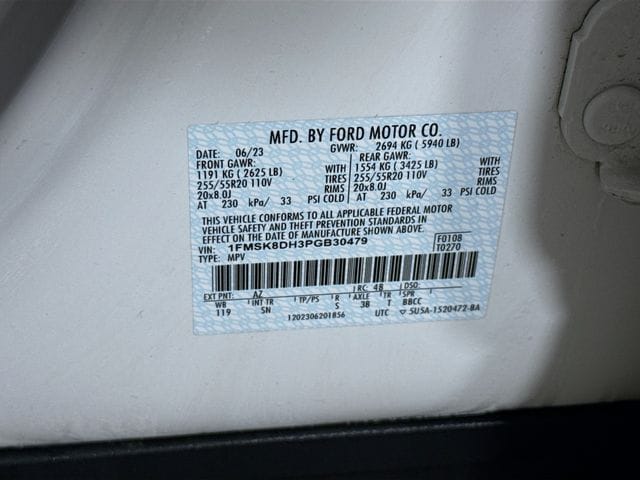 MFD. BY FORD MOTOR CO.
DATE: 06/23 GVWR: 2694 KG ( 5940 LB)
FRONT GAWR: REAR GAWR:
1191 KG ( 2625 LB) WITH 1554 KG ( 3425 LB) WITH
255/55R20 110V TIRES 255/55R20 110V TIRES
20x8.0J RIMS 20x8.0J RIMS
AT 230 kPa/ 33 PSI COLD AT 230 kPa/ 33 PSI COLD
THIS VEHICLE CONFORMS TO ALL APPLICABLE FEDERAL MOTOR
VEHICLE SAFETY AND BUMPER AND THEFT PREVENTION
STANDARDS IN EFFECT ON THE DATE OF MANUFACTURE SHOWN ABOVE.
VIN: 1FMSK8DH3PGB30479 F0108
TYPE: MPV T0270
EXT PNT: AZ RC: 48 DSO:
WB INT TR TP/PS R AXLE TR SPR
119 SN S 38 T BBCC
1202306201856 UTC ▽ 5U5A-1520472-BA